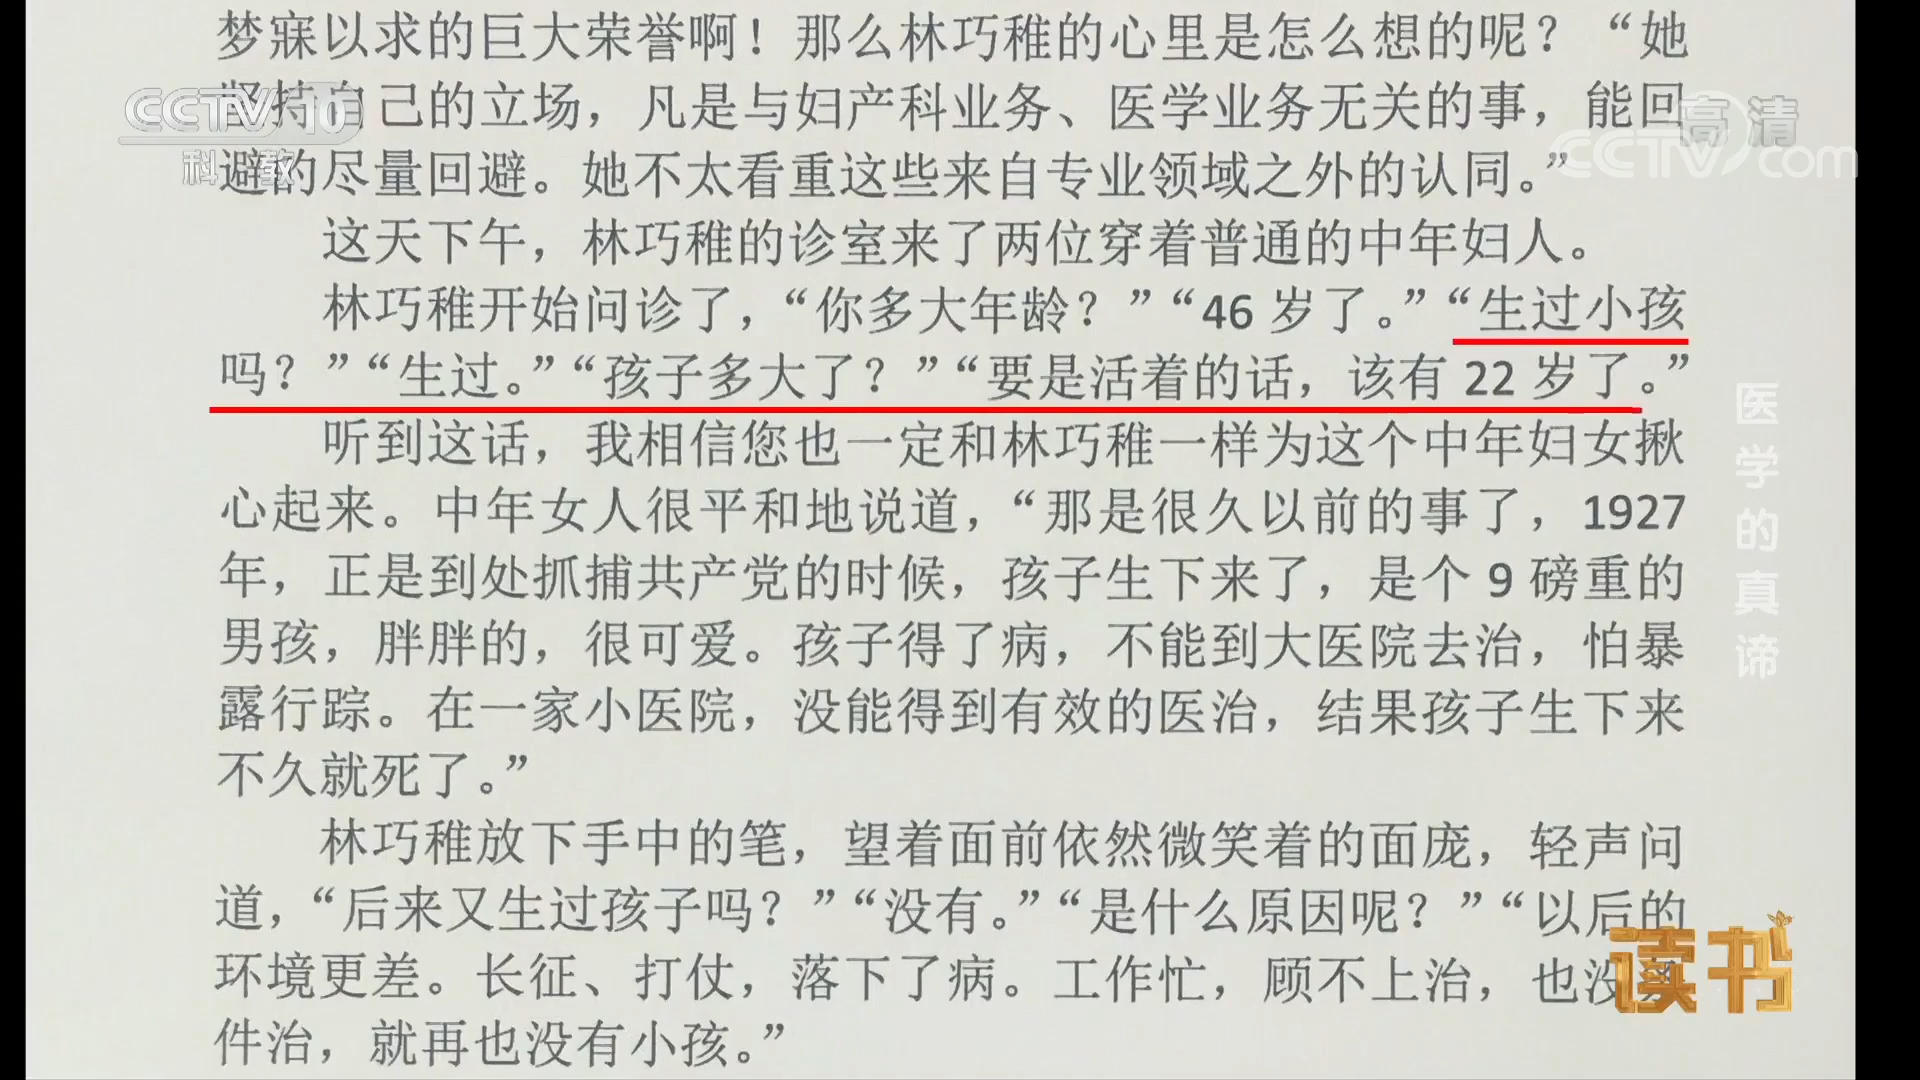 梦寐以求的巨大荣誉啊！那么林巧稚的心里是怎么想的呢？“她
坚持自己的立场，凡是与妇产科业务、医学业务无关的事，能回
避的尽量回避。她不太看重这些来自专业领域之外的认同。”
这天下午，林巧稚的诊室来了两位穿着普通的中年妇人。
林巧稚开始问诊了，“你多大年龄？”“46 岁了。”“生过小孩
吗？”“生过。”“孩子多大了？”“要是活着的话，该有 22 岁了。”
听到这话，我相信您也一定和林巧稚一样为这个中年妇女揪
心起来。中年女人很平和地说道，“那是很久以前的事了，1927
年，正是到处抓捕共产党的时候，孩子生下来了，是个 9 磅重的
男孩，胖胖的，很可爱。孩子得了病，不能到大医院去治，怕暴
露行踪。在一家小医院，没能得到有效的医治，结果孩子生下来
不久就死了。”
林巧稚放下手中的笔，望着面前依然微笑着的面庞，轻声问
道，“后来又生过孩子吗？”“没有。”“是什么原因呢？”“以后的
环境更差。长征、打仗，落下了病。工作忙，顾不上治，也没
件治，就再也没有小孩。”
CCTV 10
科教
高清
CCTV.com
医学的真谛
读书